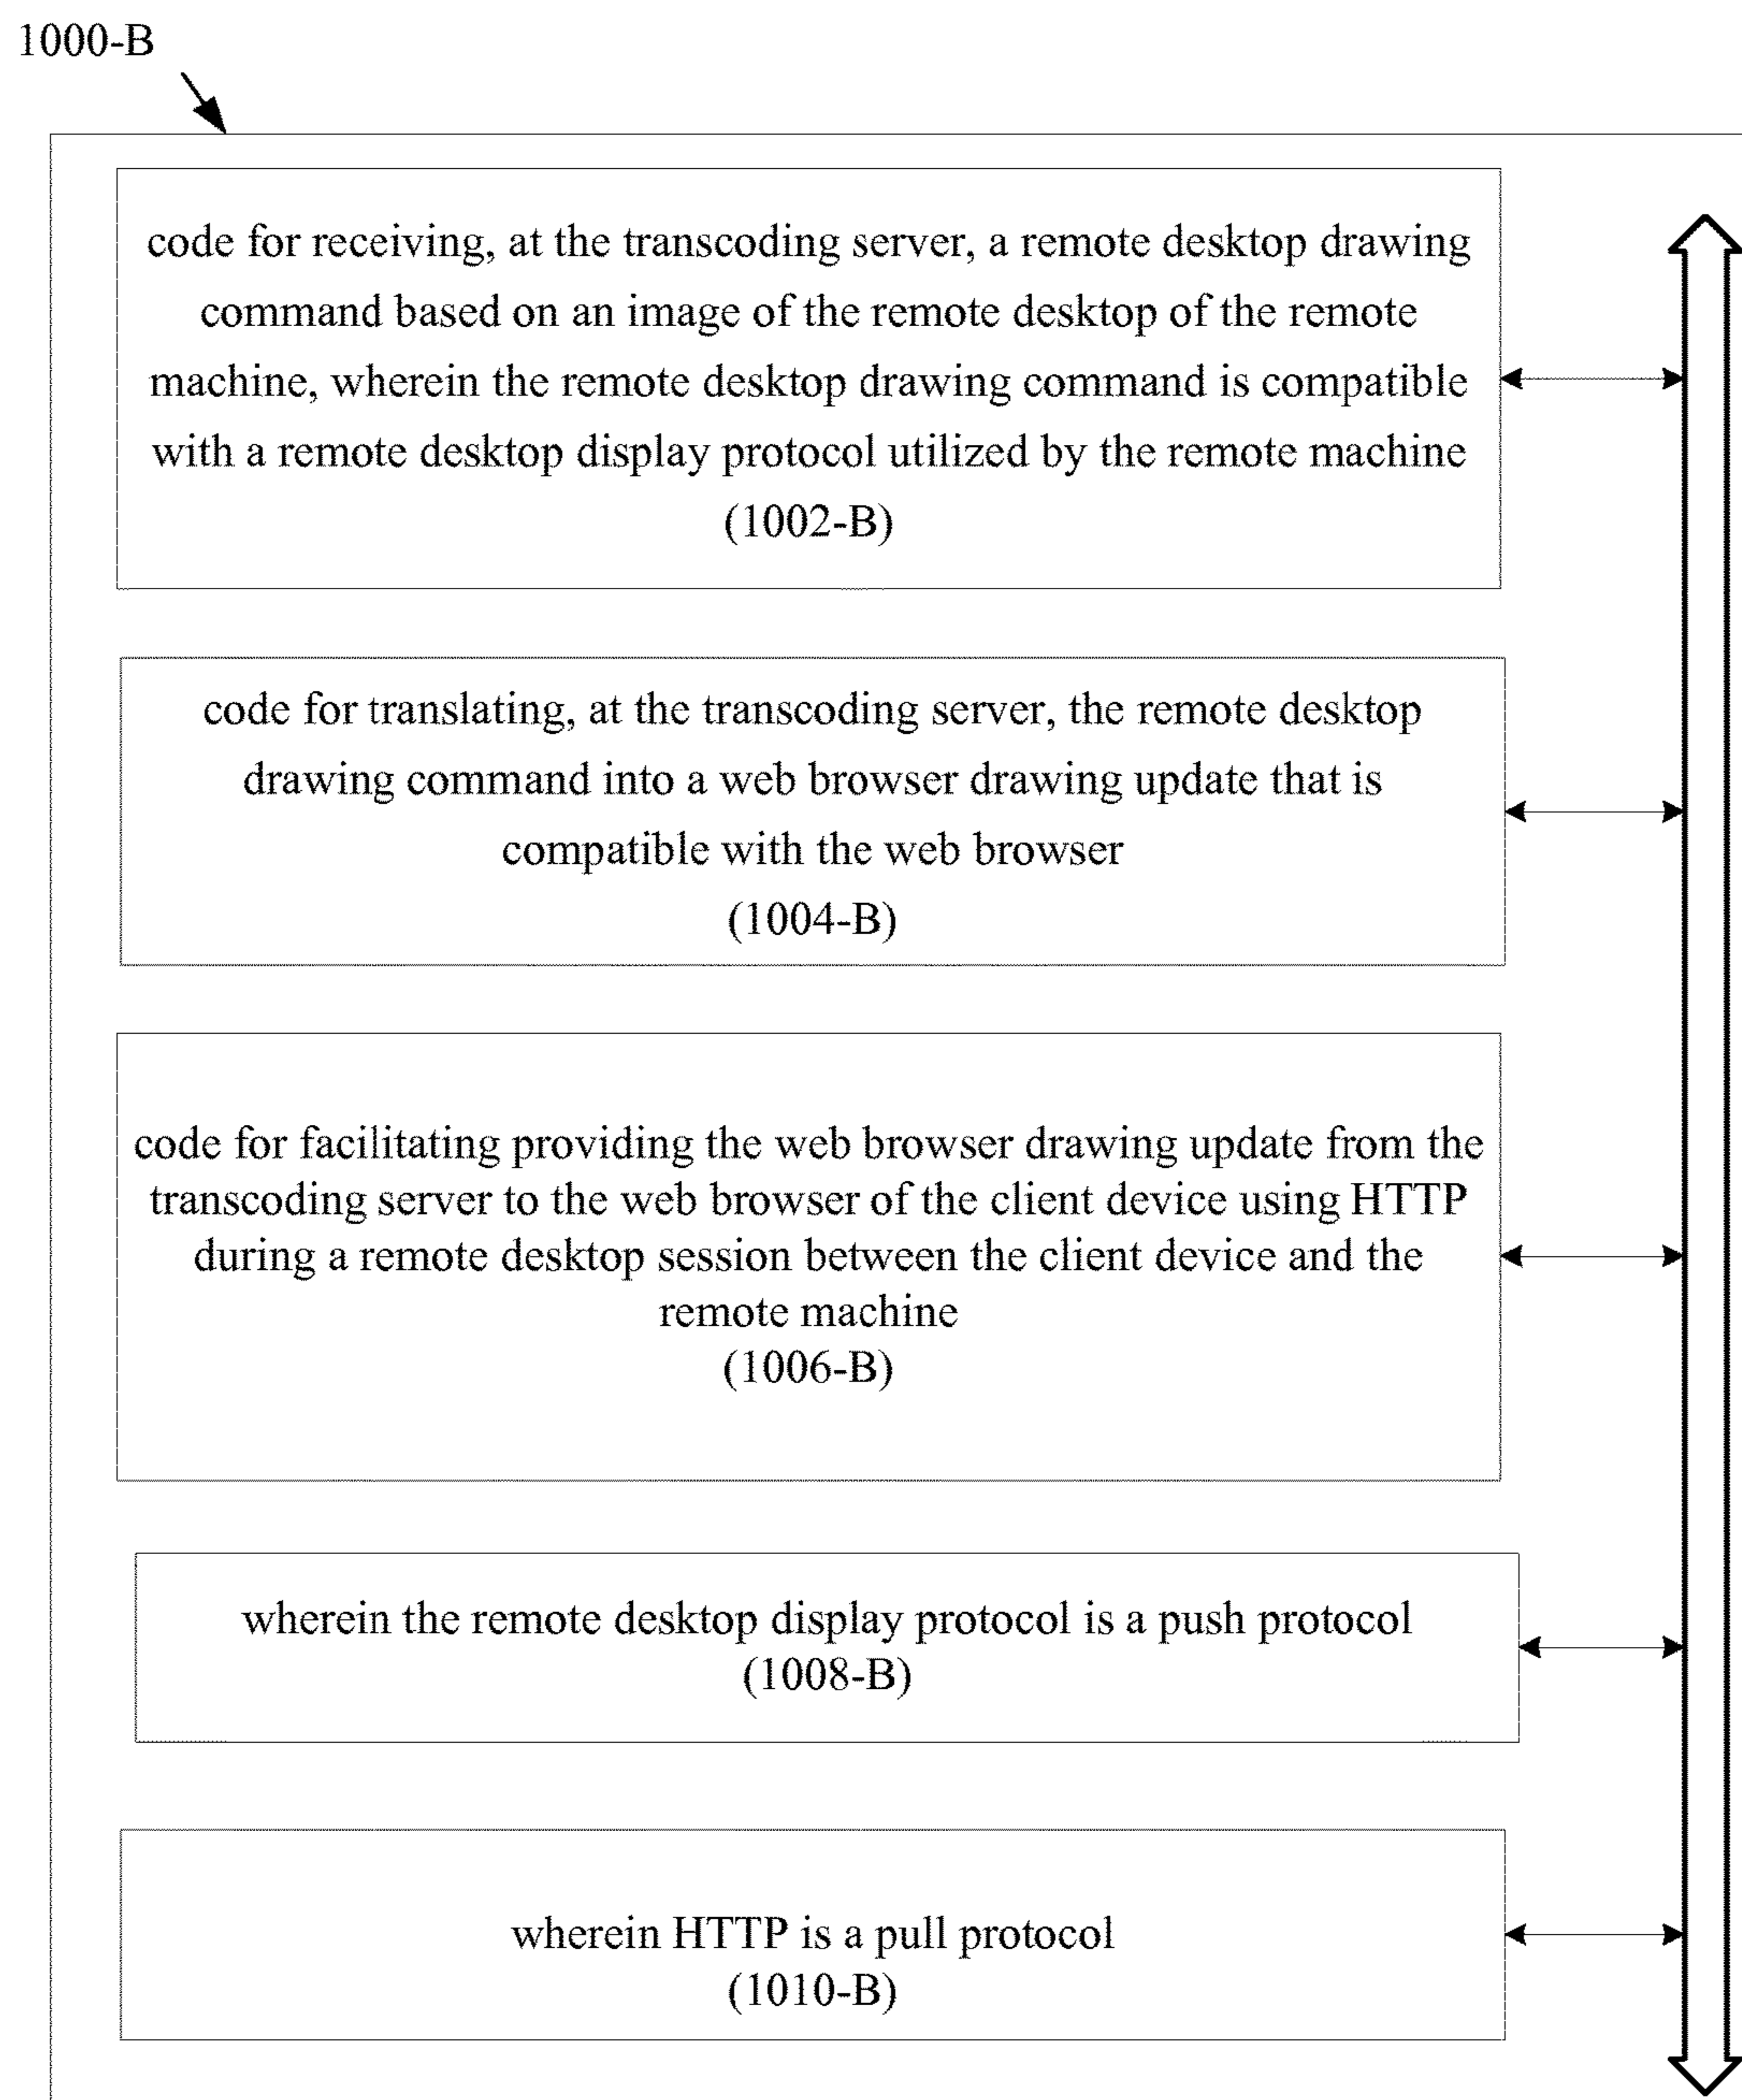 1000-B
code for receiving, at the transcoding server, a remote desktop drawing
command based on an image of the remote desktop of the remote
machine, wherein the remote desktop drawing command is compatible
with a remote desktop display protocol utilized by the remote machine
(1002-B)
code for translating, at the transcoding server, the remote desktop
drawing command into a web browser drawing update that is
compatible with the web browser
(1004-B)
code for facilitating providing the web browser drawing update from the
transcoding server to the web browser of the client device using HTTP
during a remote desktop session between the client device and the
remote machine
(1006-B)
wherein the remote desktop display protocol is a push protocol
(1008-B)
wherein HTTP is a pull protocol
(1010-B)